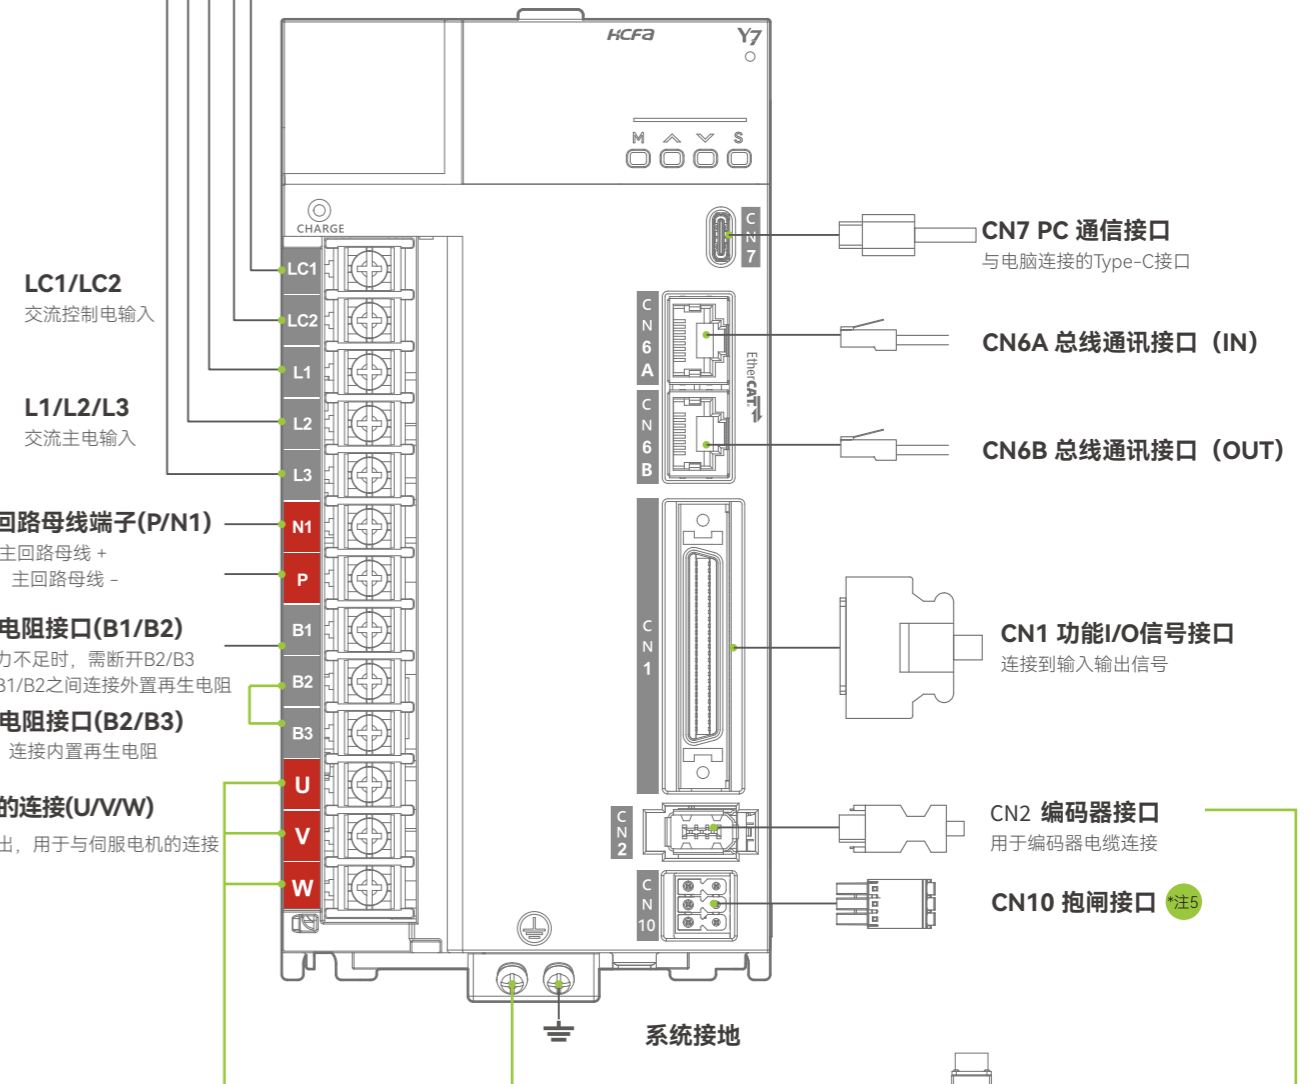 HCFA
Y7
M
S
CHARGE
LC1
LC2
L1
L2
L3
N1
P
B1
B2
B3
U
V
W
LC1/LC2
交流控制电输入
L1/L2/L3
交流主电输入
回路母线端子(P/N1)
主回路母线 +
主回路母线 -
电阻接口(B1/B2)
力不足时，需断开B2/B3
B1/B2之间连接外置再生电阻
电阻接口(B2/B3)
连接内置再生电阻
的连接(U/V/W)
出，用于与伺服电机的连接
CN7
CN6A
CN6B
EtherCAT
CN1
CN2
CN10
CN7 PC 通信接口
与电脑连接的Type-C接口
CN6A 总线通讯接口（IN）
CN6B 总线通讯接口（OUT）
CN1 功能I/O信号接口
连接到输入输出信号
CN2 编码器接口
用于编码器电缆连接
CN10 抱闸接口 *注5
系统接地